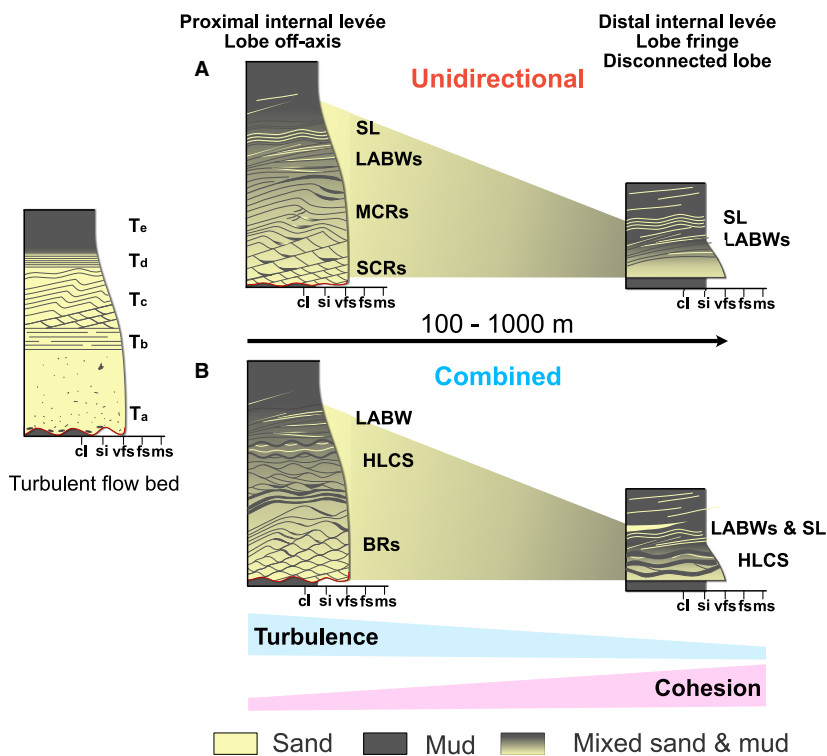 Proximal internal levée
Lobe off-axis
Distal internal levée
Lobe fringe
Disconnected lobe
A
Unidirectional
SL
LABWs
MCRs
SCRs
cl si vfs fs ms
SL
LABWs
cl si vfs fs ms
Te
Td
Tc
Tb
Ta
cl si vfs fs ms
Turbulent flow bed
100 - 1000 m
B
Combined
LABW
HLCS
BRs
cl si vfs fs ms
LABWs & SL
HLCS
cl si vfs fs ms
Turbulence
Cohesion
Sand Mud Mixed sand & mud